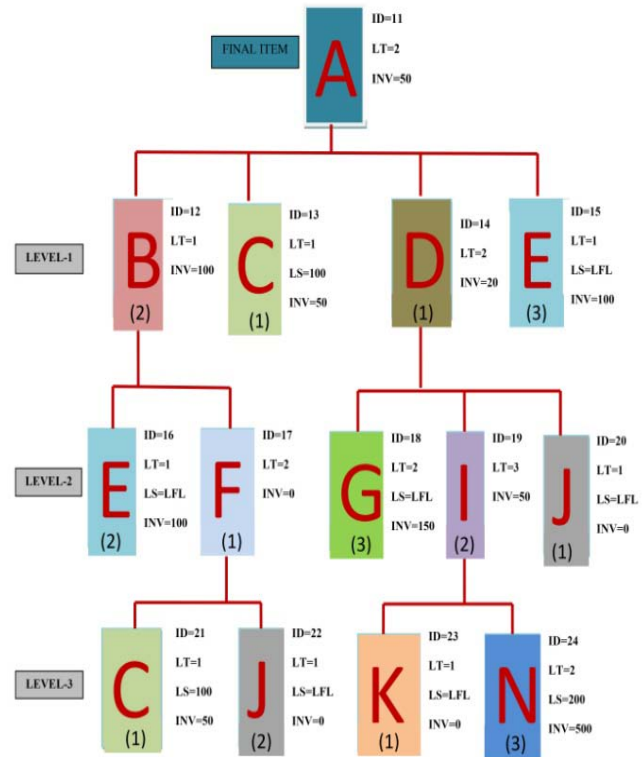 FINAL ITEM
A
ID=11
LT=2
INV=50
LEVEL-1
B
(2)
ID=12
LT=1
INV=100
C
(1)
ID=13
LT=1
LS=100
INV=50
D
(1)
ID=14
LT=2
INV=20
E
(3)
ID=15
LT=1
LS=LFL
INV=100
LEVEL-2
E
(2)
ID=16
LT=1
LS=LFL
INV=100
F
(1)
ID=17
LT=2
INV=0
G
(3)
ID=18
LT=2
LS=LFL
INV=150
I
(2)
ID=19
LT=3
INV=50
J
(1)
ID=20
LT=1
LS=LFL
INV=0
LEVEL-3
C
(1)
ID=21
LT=1
LS=100
INV=50
J
(2)
ID=22
LT=1
LS=LFL
INV=0
K
(1)
ID=23
LT=1
LS=LFL
INV=0
N
(3)
ID=24
LT=2
LS=200
INV=500